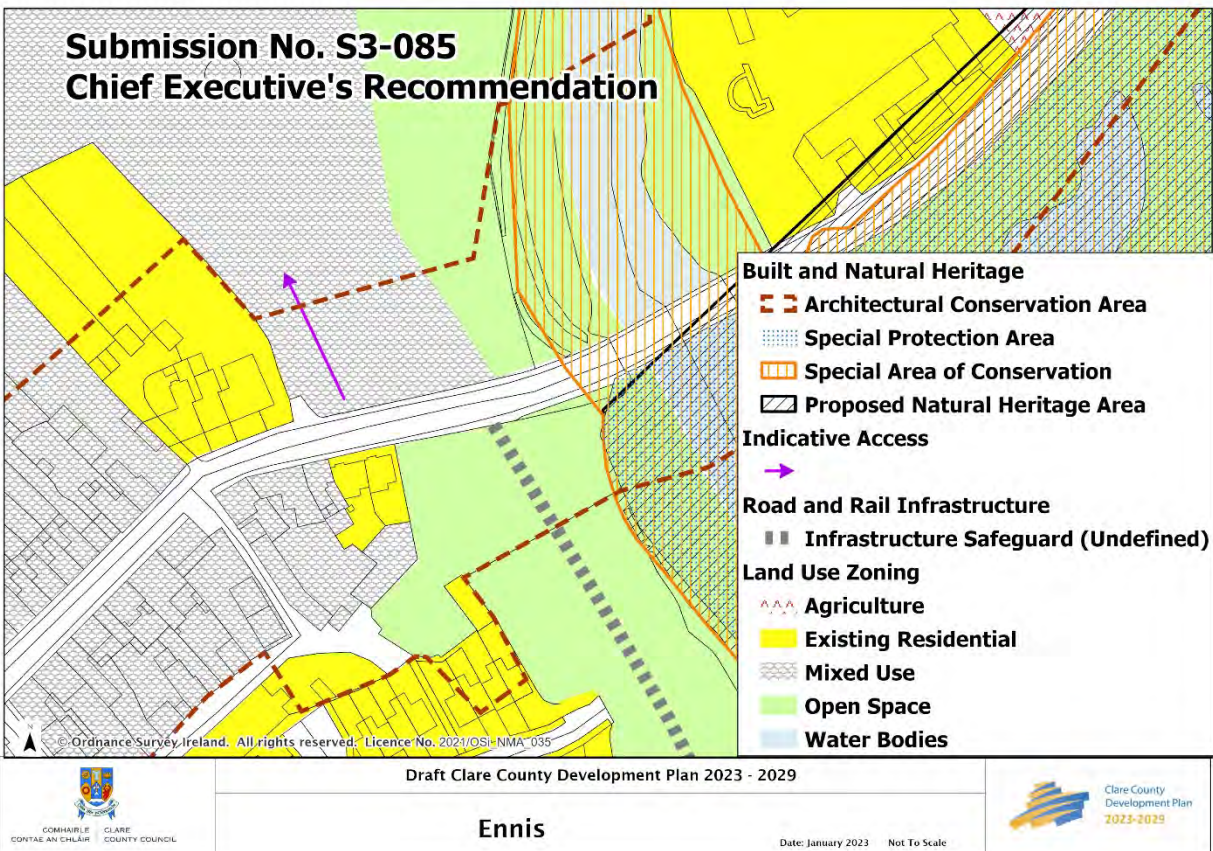 Submission No. S3-085
Chief Executive's Recommendation
Built and Natural Heritage
Architectural Conservation Area
Special Protection Area
Special Area of Conservation
Proposed Natural Heritage Area
Indicative Access
Road and Rail Infrastructure
Infrastructure Safeguard (Undefined)
Land Use Zoning
Agriculture
Existing Residential
Mixed Use
Open Space
Water Bodies
N
© Ordnance Survey Ireland. All rights reserved. Licence No. 2021/OSi_NMA_035
Draft Clare County Development Plan 2023 - 2029
Ennis
Date: January 2023 Not To Scale
COMHAIRLE CONTAE AN CHLÁIR
CLARE COUNTY COUNCIL
Clare County
Development Plan
2023-2029